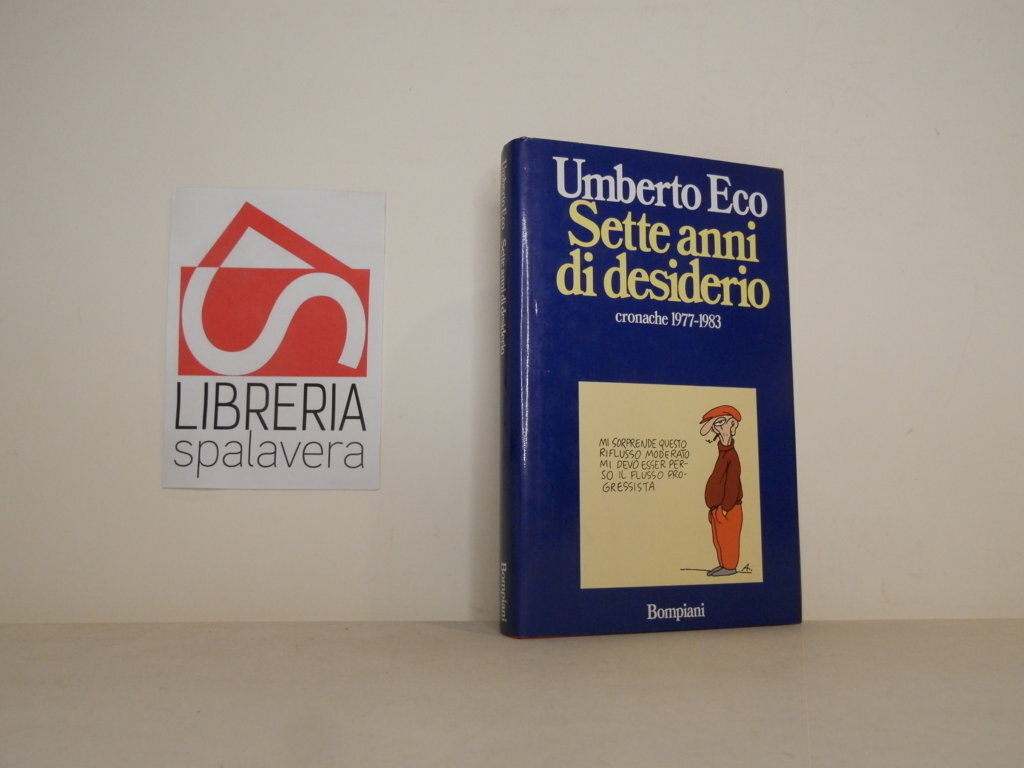 LIBRERIA
spalavera
Umberto Eco Sette anni di desiderio
Bompiani
Umberto Eco
Sette anni
di desiderio
cronache 1977-1983
MI SORPRENDE QUESTO
RIFLUSSO MODERATO
MI DEVO ESSER PER-
SO IL FLUSSO PRO-
GRESSISTA
A.
Bompiani